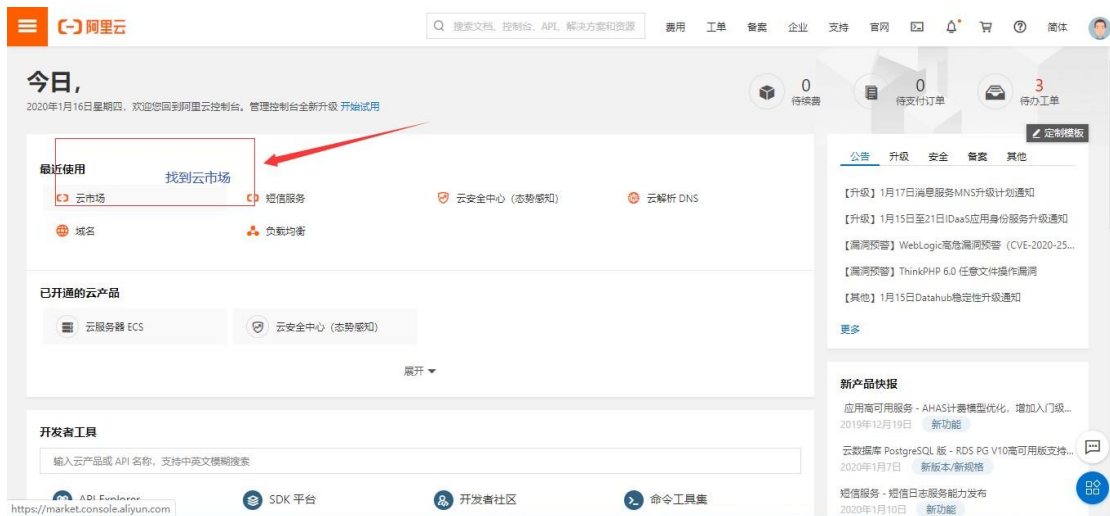 阿里云
搜索文档、控制台、API、解决方案和资源
费用 工单 备案 企业 支持 官网 简体
今日，
2020年1月16日星期四，欢迎您回到阿里云控制台。管理控制台全新升级 开始试用
0 待续费
0 待支付订单
3 待办工单
定制模板
最近使用
找到云市场
云市场 短信服务 云安全中心（态势感知） 云解析 DNS
域名 负载均衡
已开通的云产品
云服务器 ECS 云安全中心（态势感知）
展开
开发者工具
输入云产品或 API 名称，支持中英文模糊搜索
API Explorer SDK 平台 开发者社区 命令工具集
https://market.console.aliyun.com
公告 升级 安全 备案 其他
【升级】1月17日消息服务MNS升级计划通知
【升级】1月15日至21日IDaaS应用身份服务升级通知
【漏洞预警】WebLogic高危漏洞预警（CVE-2020-25...
【漏洞预警】ThinkPHP 6.0 任意文件操作漏洞
【其他】1月15日Datahub稳定性升级通知
更多
新产品快报
应用高可用服务 - AHAS计费模型优化，增加入门级...
2019年12月19日 新功能
云数据库 PostgreSQL 版 - RDS PG V10高可用版支持...
2020年1月7日 新版本/新规格
短信服务 - 短信日志服务能力发布
2020年1月10日 新功能